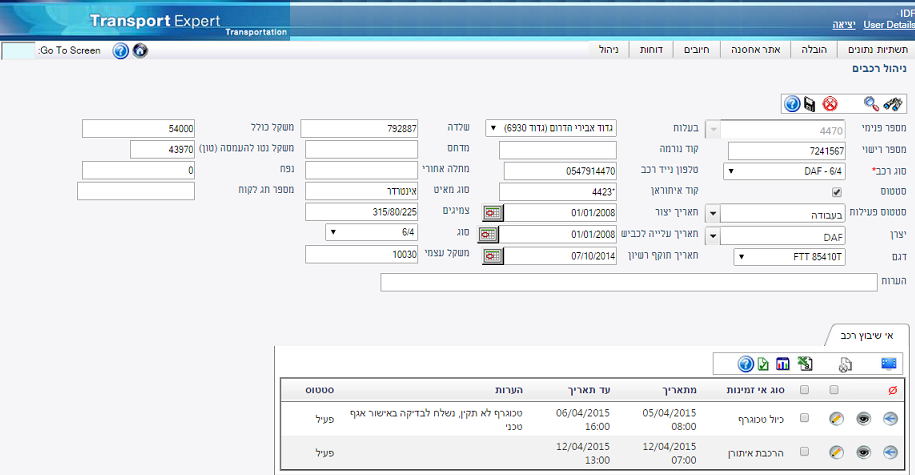 Transport Expert
Transportation
IDF
User Details יציאה
תשתיות נתונים הובלה אתר אחסנה חיובים דוחות ניהול Go To Screen:
ניהול רכבים
מספר פנימי 4470 בעלות גדוד אבירי הדרום (גדוד 6930) שלדה 792887 משקל כולל 54000
מספר רישוי 7241567 קוד נורמה מדחס משקל נטו להעמסה (טון) 43970
סוג רכב* DAF - 6/4 טלפון נייד רכב 0547914470 מתלה אחורי נפח 0
סטטוס קוד איחוראן 4423* סוג מאיט אינטרדר מספר תג לקוח
סטטוס פעילות בעבודה תאריך יצור 01/01/2008 צמיגים 315/80/225
יצרן DAF תאריך עלייה לכביש 01/01/2008 סוג 6/4
דגם FTT 85410T תאריך תוקף רשיון 07/10/2014 משקל עצמי 10030
הערות
אי שיבוץ רכב
סוג אי זמינות מתאריך עד תאריך הערות סטטוס
כיול טכוגרף 05/04/2015 08:00 06/04/2015 16:00 טכוגרף לא תקין, נשלח לבדיקה באישור אגף טכני פעיל
הרכבת איתורן 12/04/2015 07:00 12/04/2015 13:00 פעיל